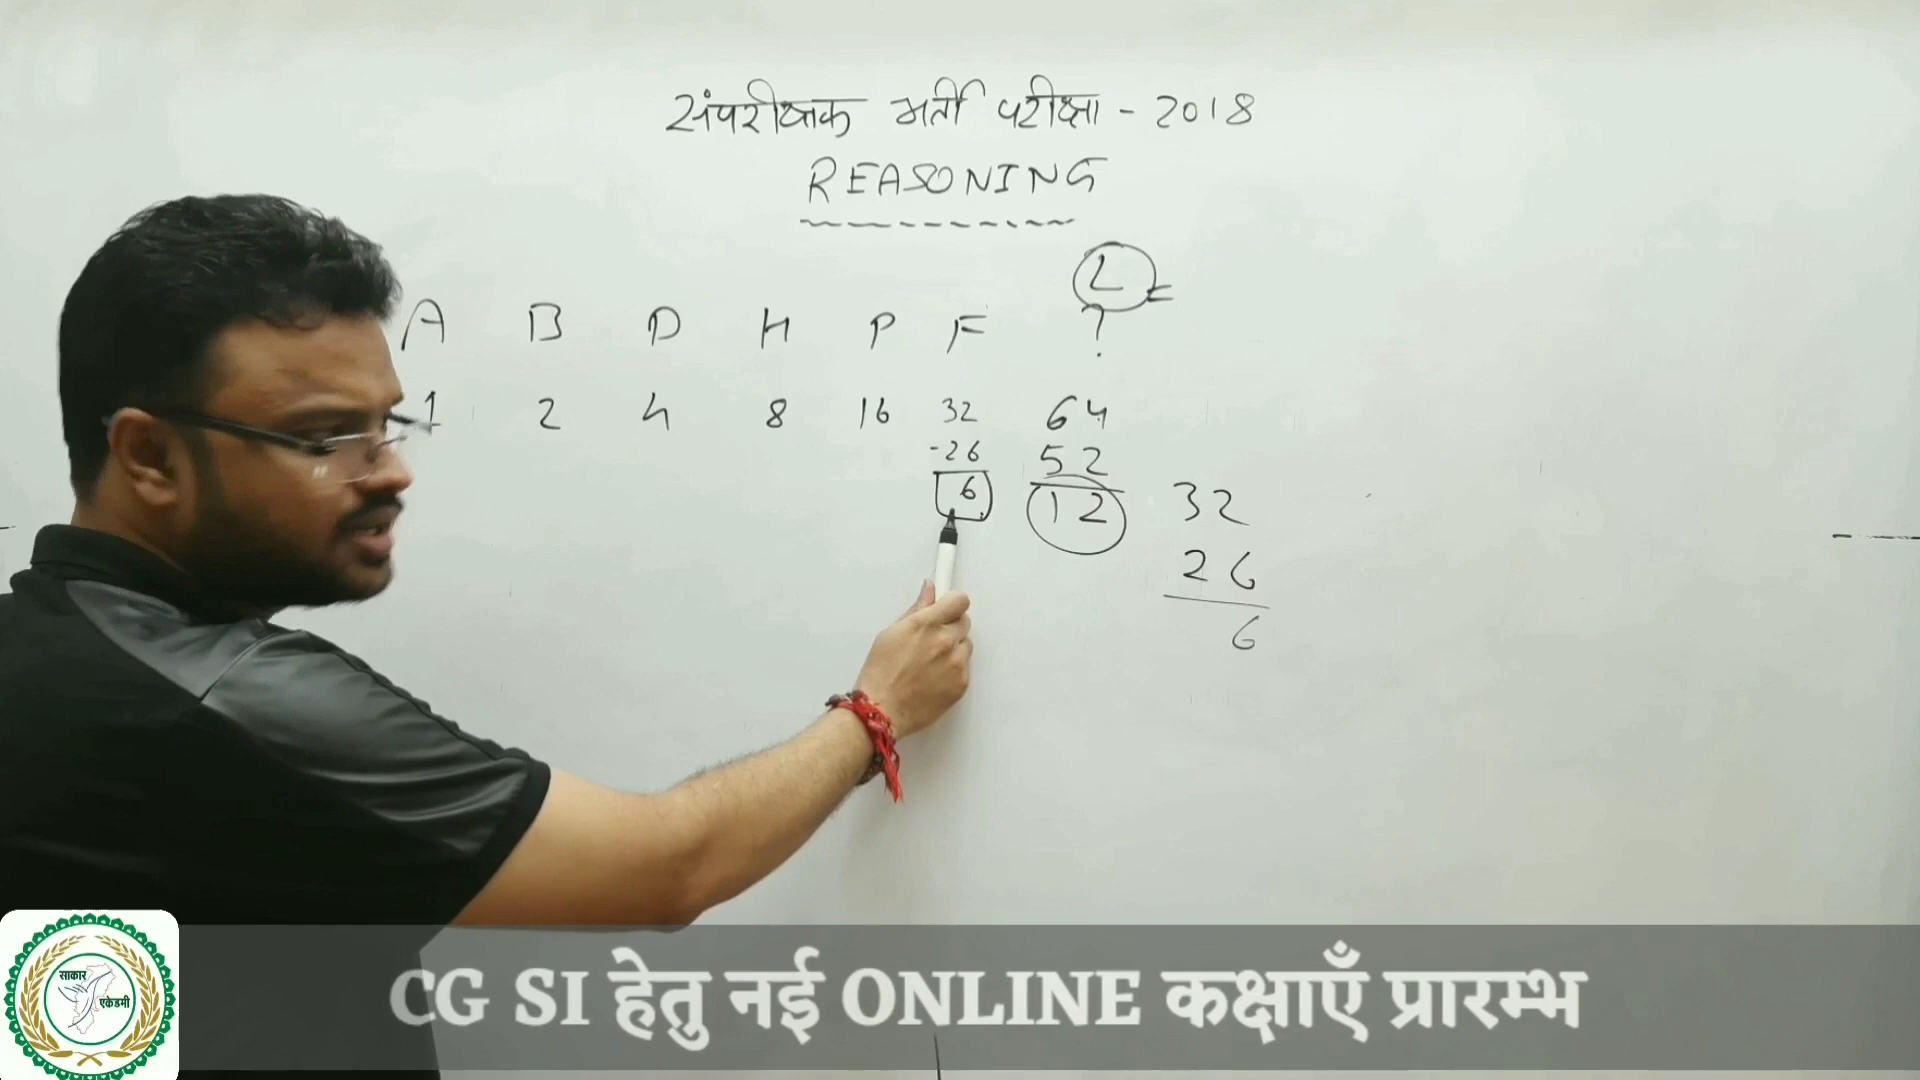 संपरीक्षक भर्ती परीक्षा - 2018
REASONING
L =
A B D H P F ?
1 2 4 8 16 32 64
-26 52
6 12
32
26
6
साकार
एकेडमी
CG SI हेतु नई ONLINE कक्षाएँ प्रारम्भ